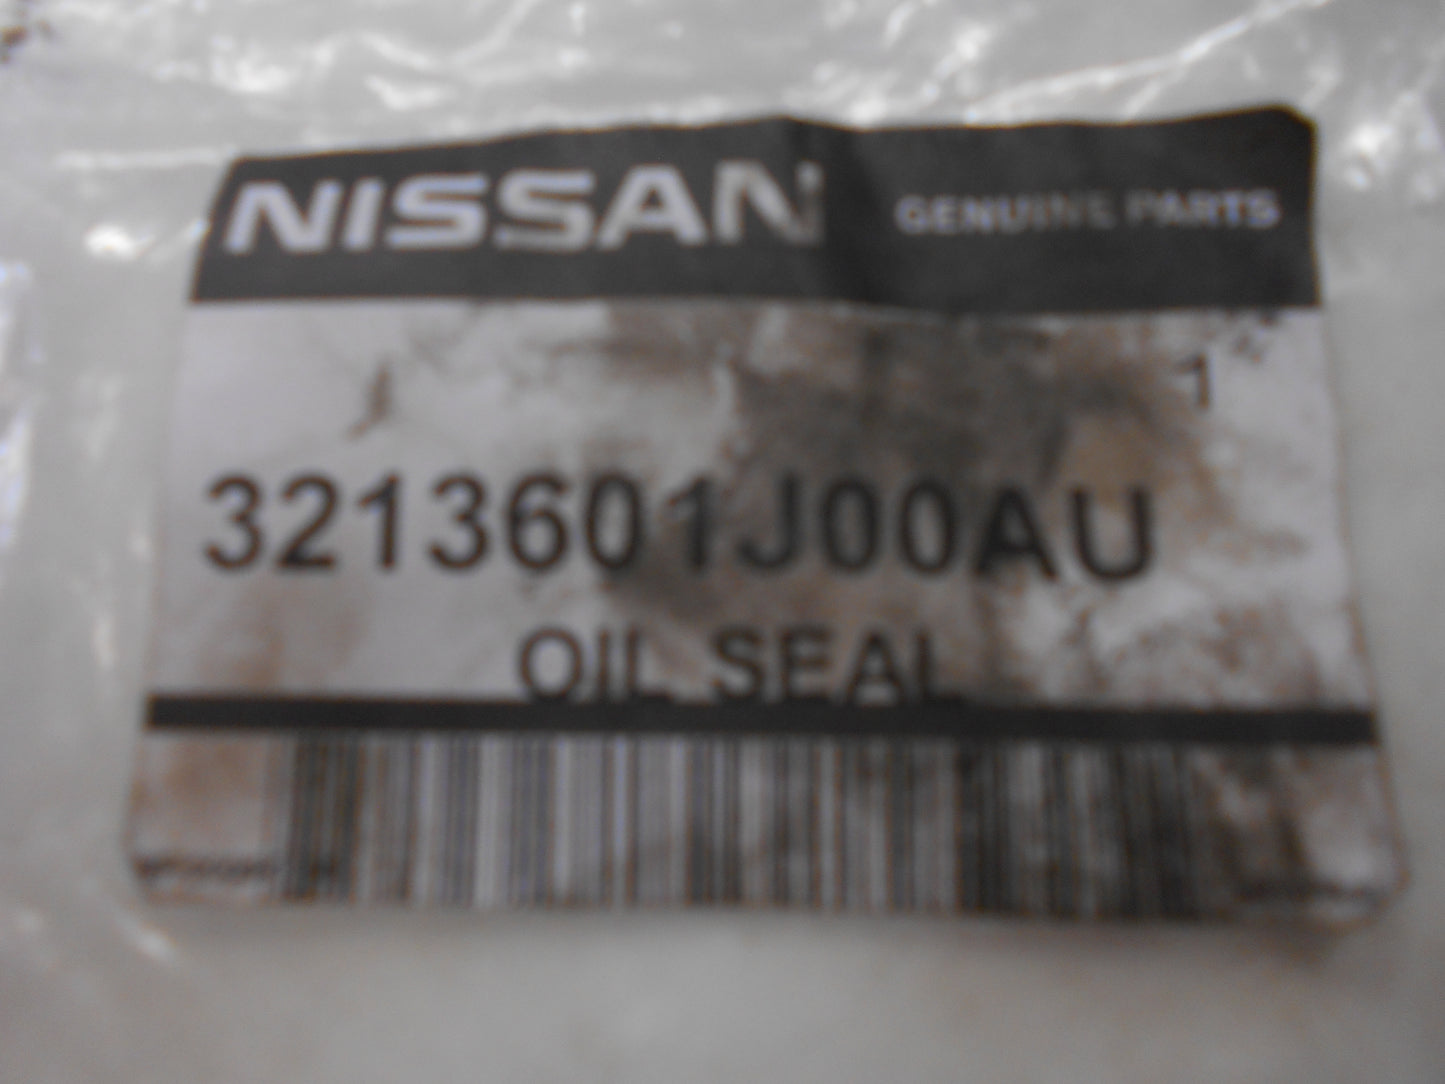 NISSAN GENUINE PARTS
1
3213601J00AU
OIL SEAL